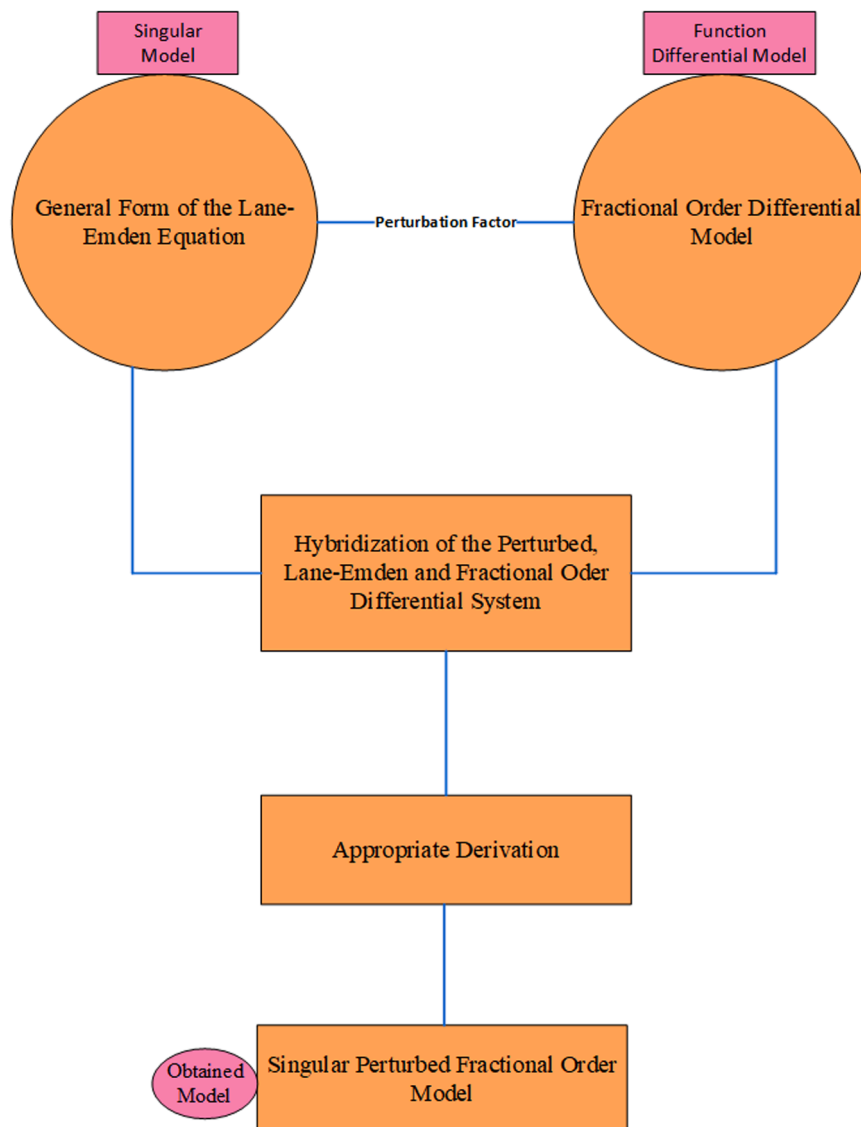 Singular
Model
Function
Differential Model
General Form of the Lane-
Emden Equation
Perturbation Factor
Fractional Order Differential
Model
Hybridization of the Perturbed,
Lane-Emden and Fractional Oder
Differential System
Appropriate Derivation
Obtained
Model
Singular Perturbed Fractional Order
Model